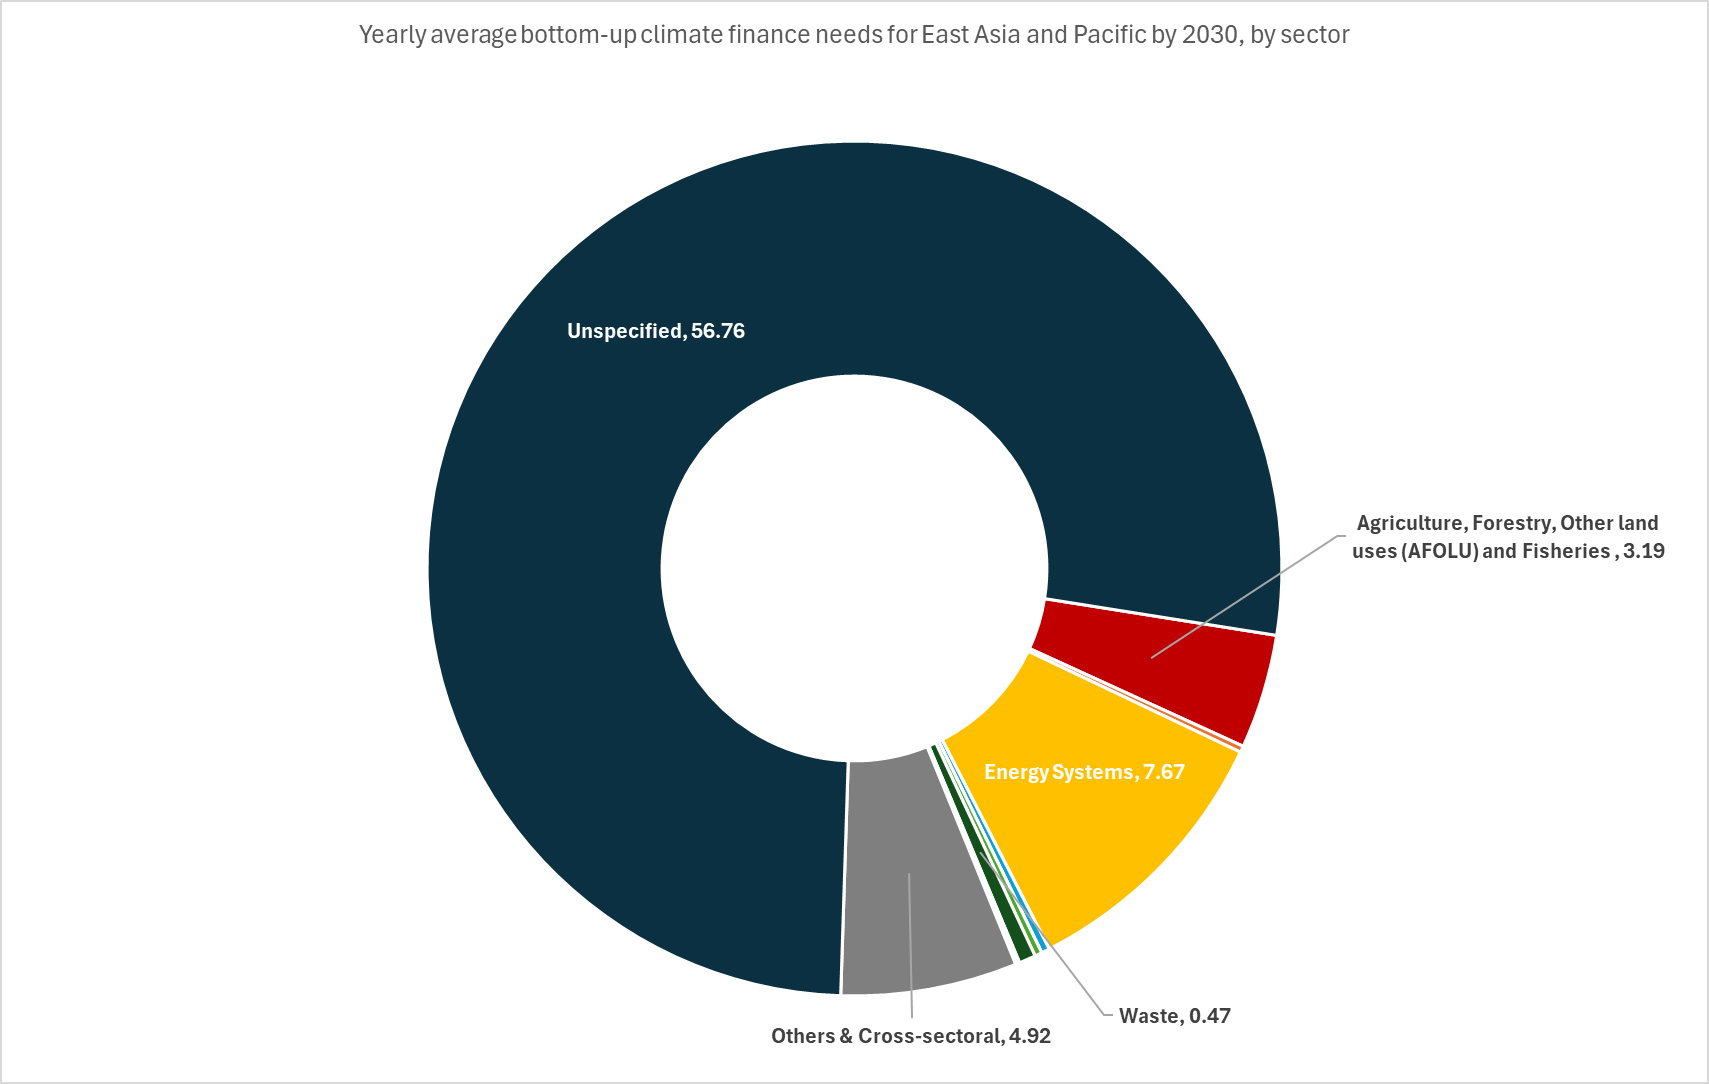 Yearly average bottom-up climate finance needs for East Asia and Pacific by 2030, by sector
Unspecified, 56.76
Agriculture, Forestry, Other land
uses (AFOLU) and Fisheries , 3.19
Energy Systems, 7.67
Waste, 0.47
Others & Cross-sectoral, 4.92